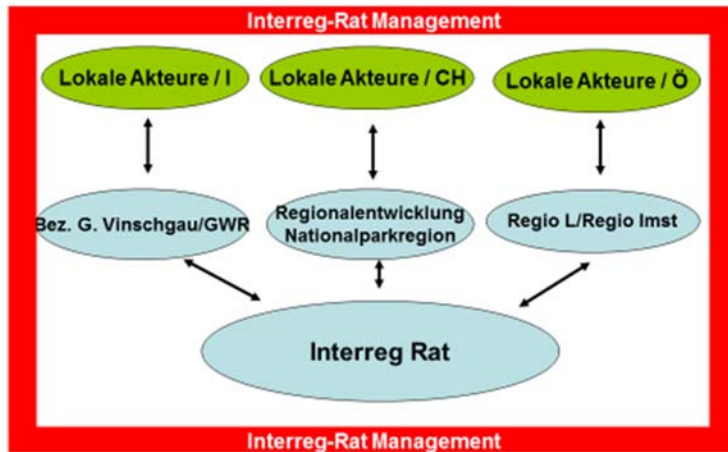 Interreg-Rat Management
Lokale Akteure / I
Lokale Akteure / CH
Lokale Akteure / Ö
Bez. G. Vinschgau/GWR
Regionalentwicklung
Nationalparkregion
Regio L/Regio Imst
Interreg Rat
Interreg-Rat Management